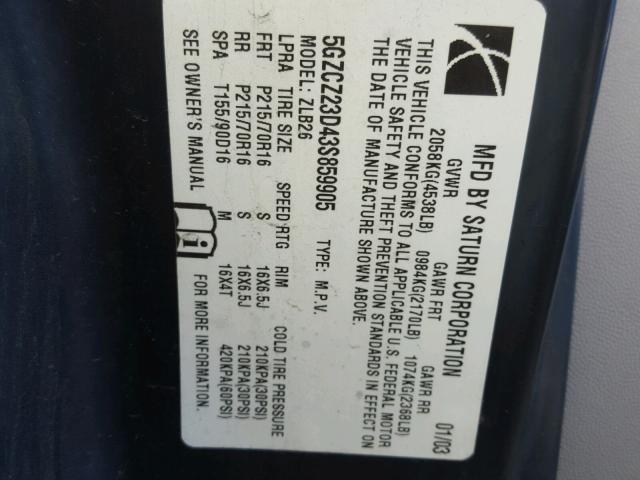 MFD BY SATURN CORPORATION 01/03
GVWR GAWR FRT GAWR RR
2058KG(4538LB) 0984KG(2170LB) 1074KG(2368LB)
THIS VEHICLE CONFORMS TO ALL APPLICABLE U.S. FEDERAL MOTOR
VEHICLE SAFETY AND THEFT PREVENTION STANDARDS IN EFFECT ON
THE DATE OF MANUFACTURE SHOWN ABOVE.
5GZCZ23D43S859905 TYPE: M.P.V.
MODEL: ZLB26
LPRA TIRE SIZE SPEED RTG RIM COLD TIRE PRESSURE
FRT P215/70R16 S 16X6.5J 210KPA(30PSI)
RR P215/70R16 S 16X6.5J 210KPA(30PSI)
SPA T155/90D16 M 16X4T 420KPA(60PSI)
SEE OWNER'S MANUAL i FOR MORE INFORMATION.